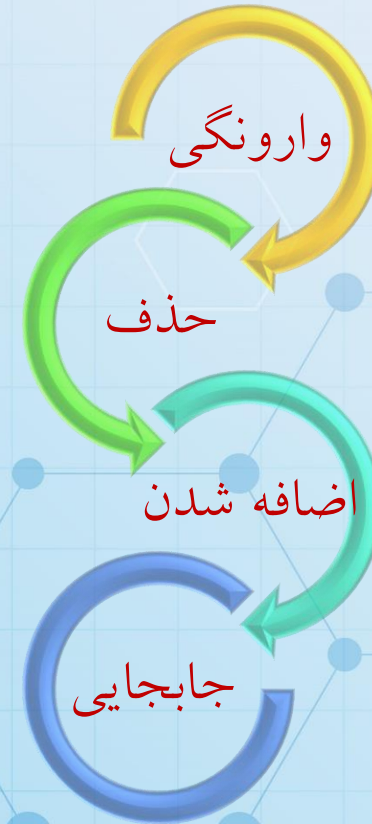 وارونگی
حذف
اضافه شدن
جابجایی